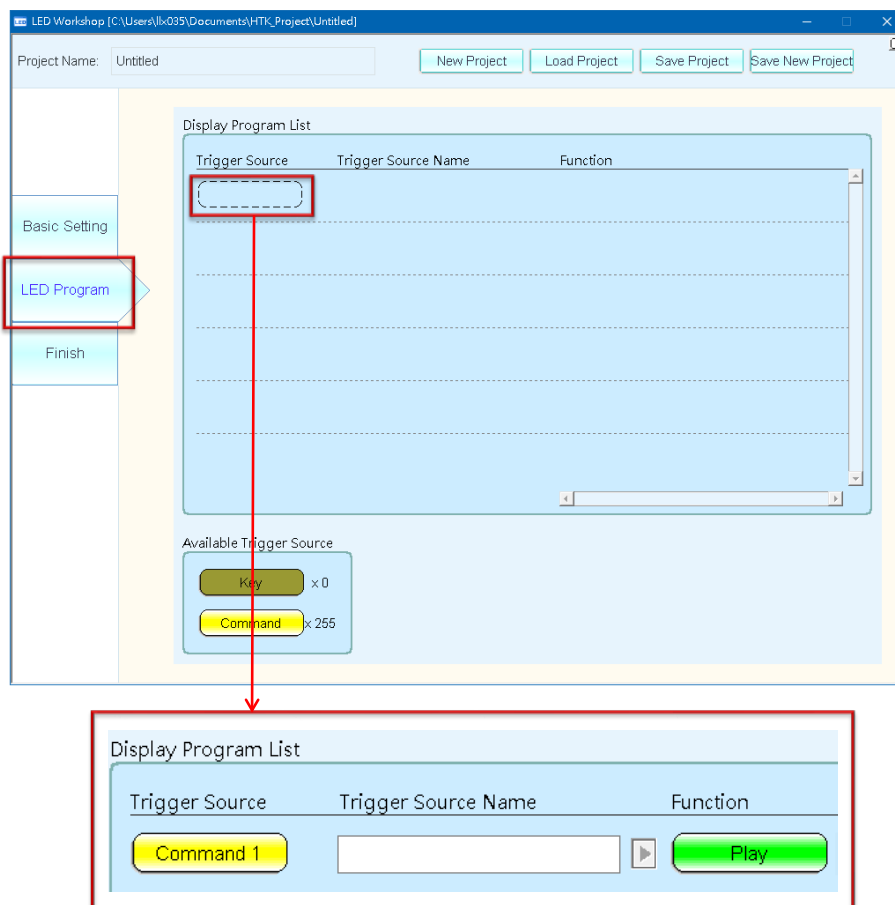 LED Workshop [C:\Users\llx035\Documents\HTK_Project\Untitled]
Project Name: Untitled New Project Load Project Save Project Save New Project
Display Program List
Trigger Source Trigger Source Name Function
Basic Setting
LED Program
Finish
Available Trigger Source
Key x 0
Command x 255
Display Program List
Trigger Source Trigger Source Name Function
Command 1 Play